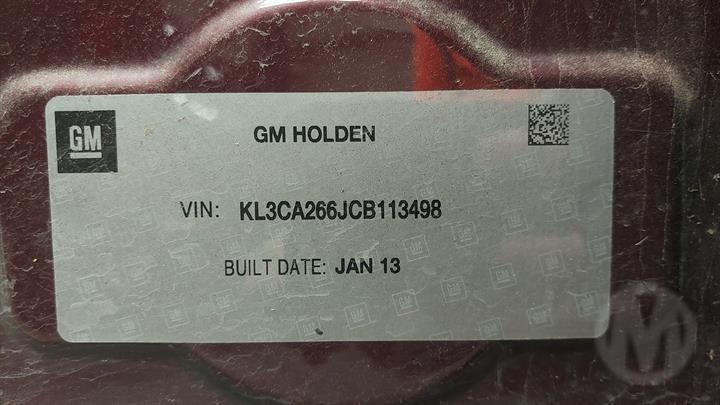 GM
GM HOLDEN
VIN: KL3CA266JCB113498
BUILT DATE: JAN 13
M